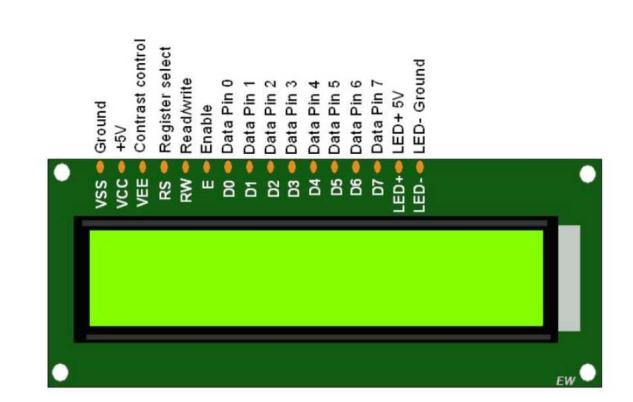 Ground
+5V
Contrast control
Register select
Read/write
Enable
Data Pin 0
Data Pin 1
Data Pin 2
Data Pin 3
Data Pin 4
Data Pin 5
Data Pin 6
Data Pin 7
LED+ 5V
LED- Ground
VSS
VCC
VEE
RS
RW
E
D0
D1
D2
D3
D4
D5
D6
D7
LED+
LED-
EW